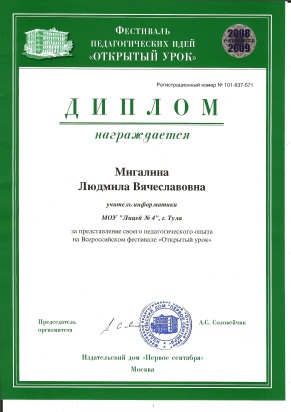 ФЕСТИВАЛЬ
ПЕДАГОГИЧЕСКИХ ИДЕЙ
«ОТКРЫТЫЙ УРОК»
2008
2009
Регистрационный номер № 101-837-571
ДИПЛОМ
награждается
Мигалина
Людмила Вячеславовна
учитель информатики
МОУ "Лицей № 4", г. Тула
за представление своего педагогического опыта
на Всероссийском фестивале «Открытый урок»
Председатель
оргкомитета
А.С. Соловейчик
Издательский дом «Первое сентября»
Москва